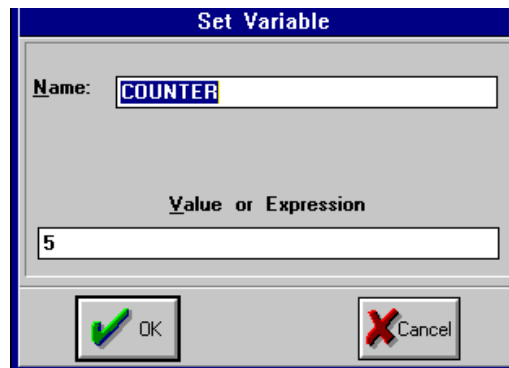 Set Variable
Name: COUNTER
Value or Expression
5
OK Cancel